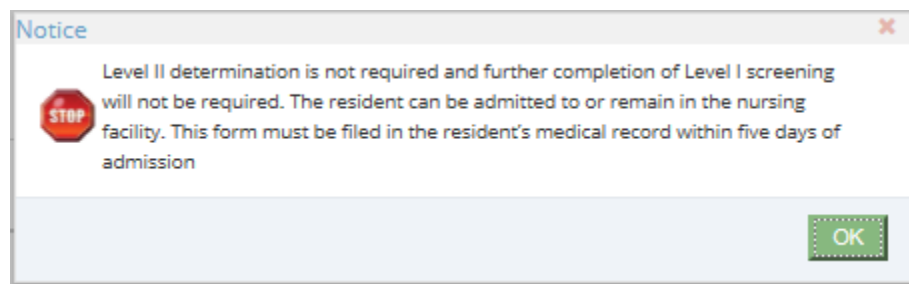 Notice
Level II determination is not required and further completion of Level I screening
STOP
will not be required. The resident can be admitted to or remain in the nursing
facility. This form must be filed in the resident's medical record within five days of
admission
OK